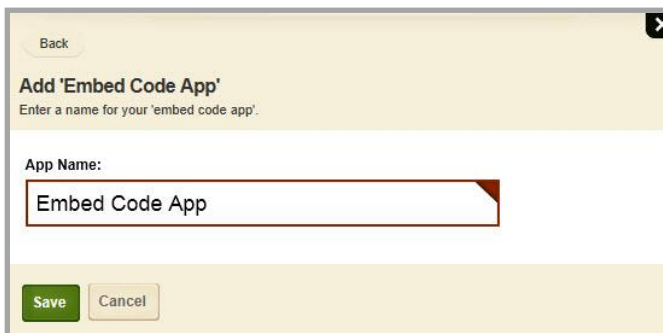 Back
Add 'Embed Code App'
Enter a name for your 'embed code app'.
App Name:
Embed Code App
Save Cancel